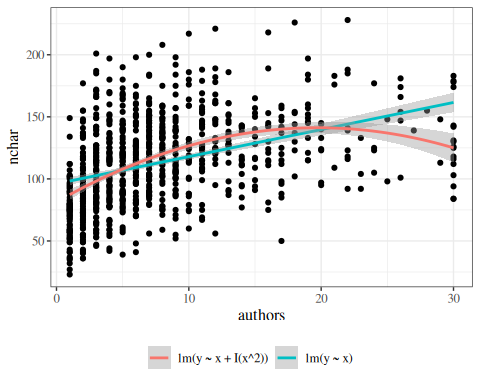 200
150
100
50
nchar
0
10
20
30
authors
lm(y ~ x + I(x^2))
lm(y ~ x)